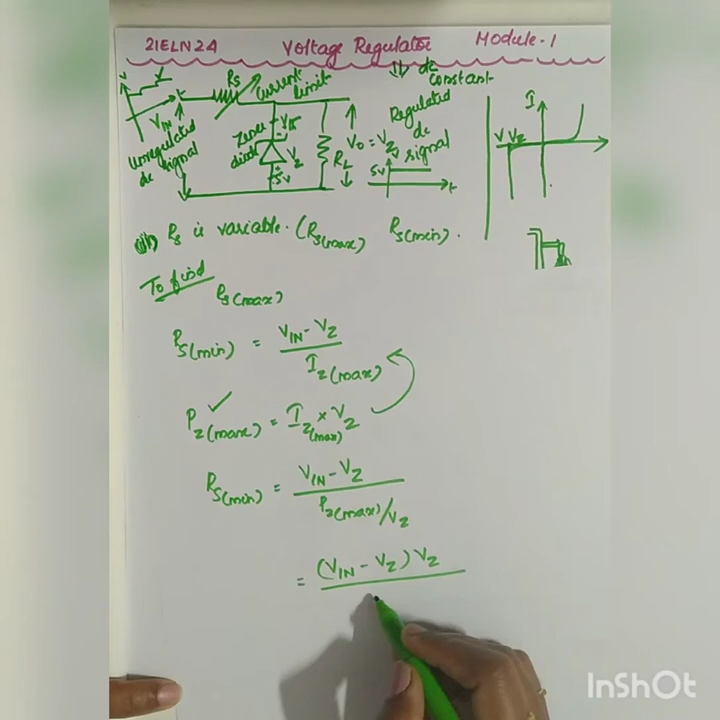 21ELN24 Voltage Regulator Module-1
⇓ dc constant
Rs current limit
V
t
VIN
unregulated dc signal
Zener diode
VZ
5V
RL
V0 = VZ
Regulated dc signal
5V
t
I
V VZ
(iii) Rs is variable. (Rs(max) Rs(min).
To find
Rs(max)
RS(min) = VIN - VZ / IZ(max)
PZ(max) = IZ(max) × VZ
RS(min) = VIN - VZ / PZ(max)/VZ
= (VIN - VZ) VZ
InShOt